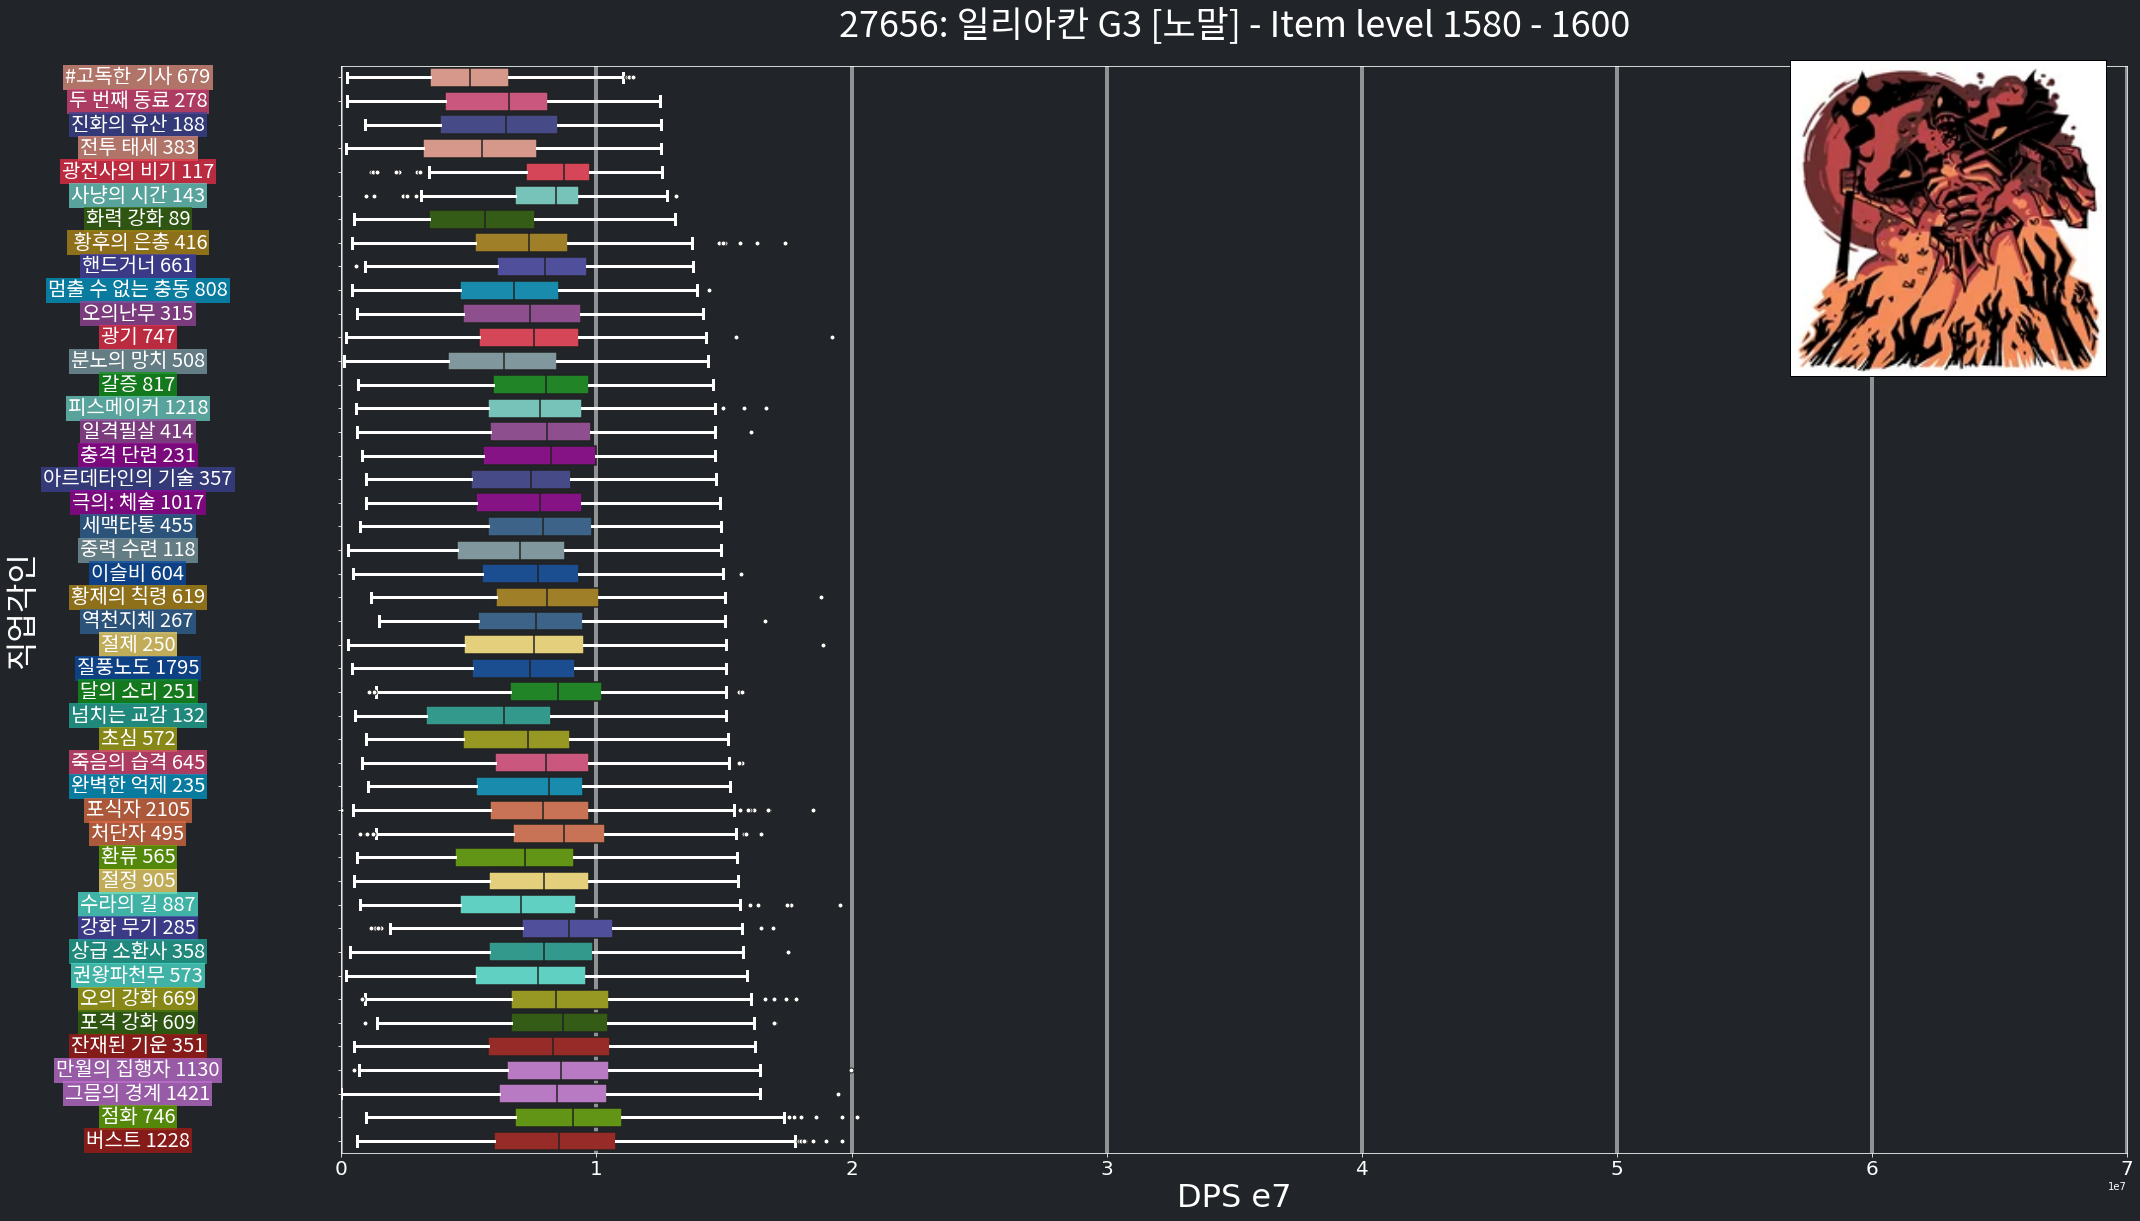 27656: 일리아칸 G3 [노말] - Item level 1580 - 1600
#고독한 기사 679
두 번째 동료 278
진화의 유산 188
전투 태세 383
광전사의 비기 117
사냥의 시간 143
화력 강화 89
황후의 은총 416
핸드거너 661
멈출 수 없는 충동 808
오의난무 315
광기 747
분노의 망치 508
갈증 817
피스메이커 1218
일격필살 414
충격 단련 231
아르데타인의 기술 357
극의: 체술 1017
세맥타통 455
중력 수련 118
이슬비 604
황제의 칙령 619
역천지체 267
절제 250
질풍노도 1795
달의 소리 251
넘치는 교감 132
초심 572
죽음의 습격 645
완벽한 억제 235
포식자 2105
처단자 495
환류 565
절정 905
수라의 길 887
강화 무기 285
상급 소환사 358
권왕파천무 573
오의 강화 669
포격 강화 609
잔재된 기운 351
만월의 집행자 1130
그믐의 경계 1421
점화 746
버스트 1228
직업각인
0 1 2 3 4 5 6 7
1e7
DPS e7